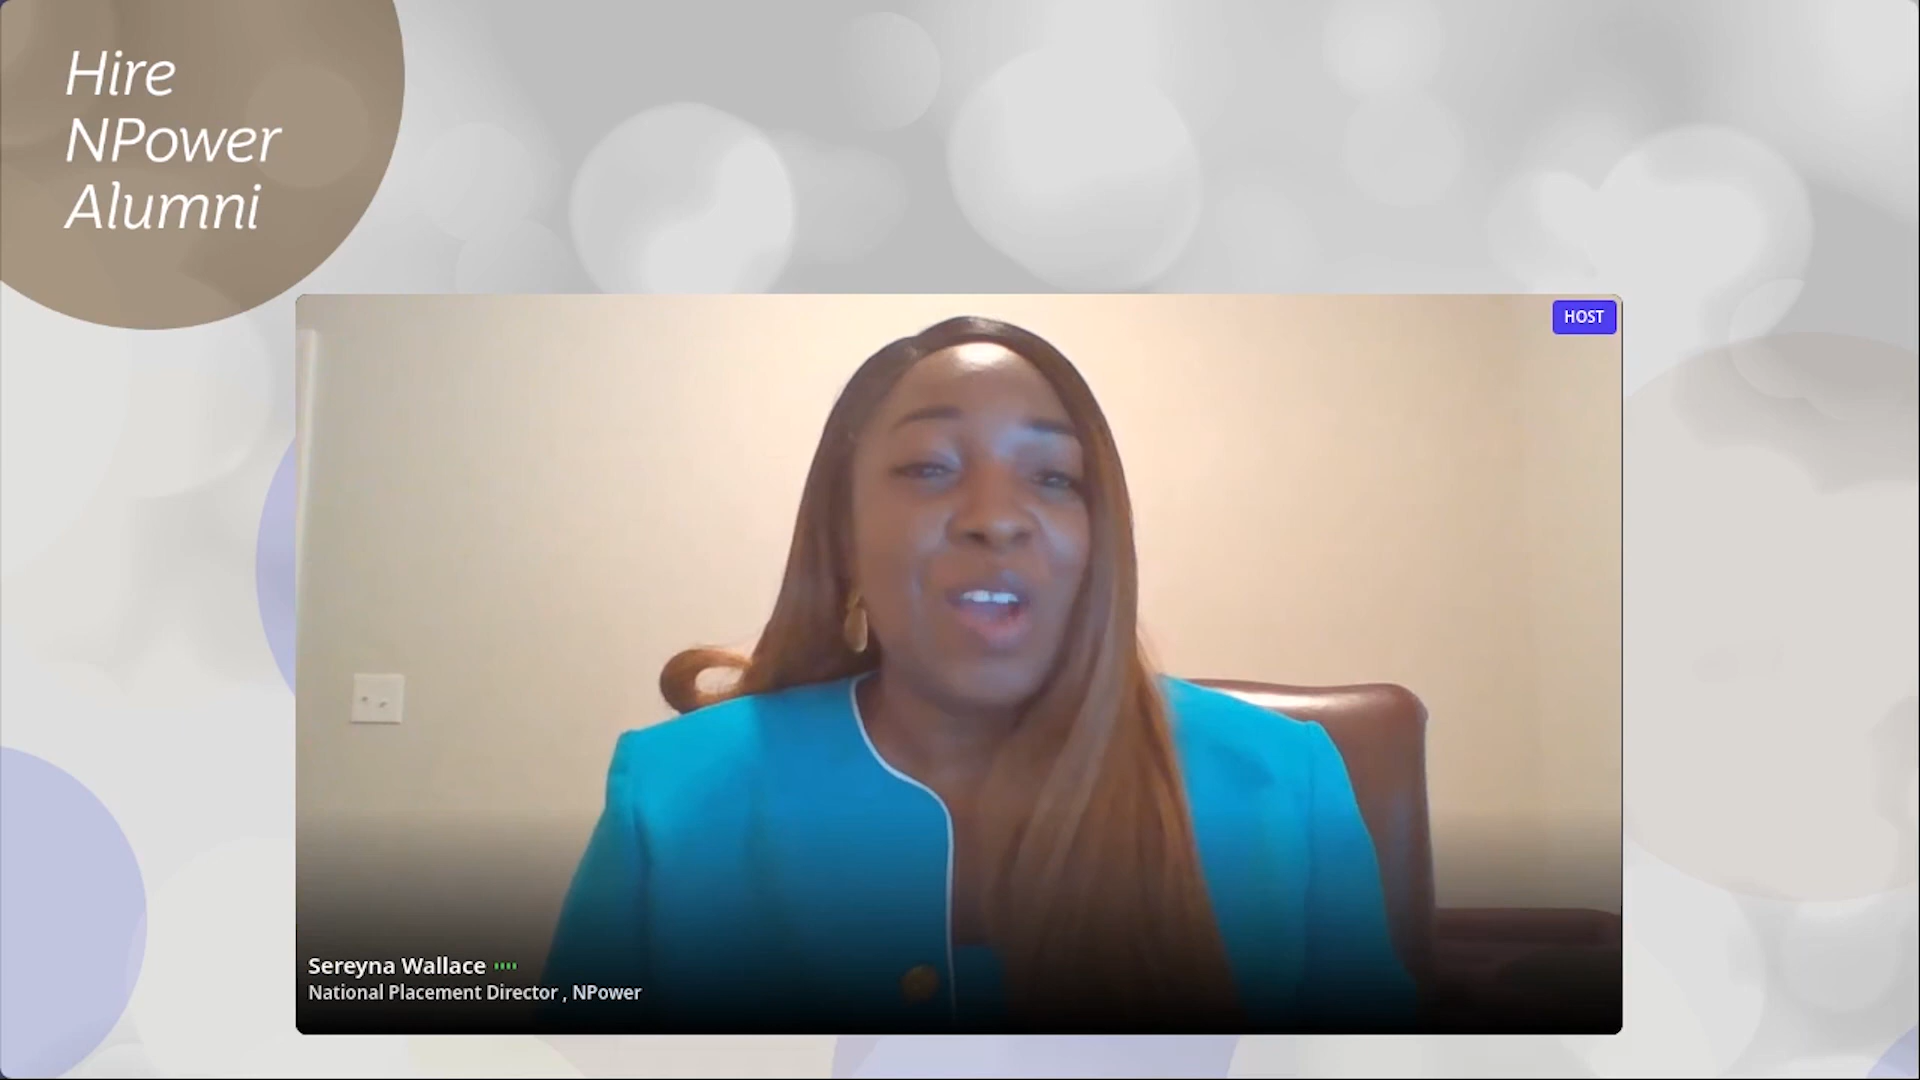 Hire
NPower
Alumni
HOST
Sereyna Wallace
National Placement Director , NPower